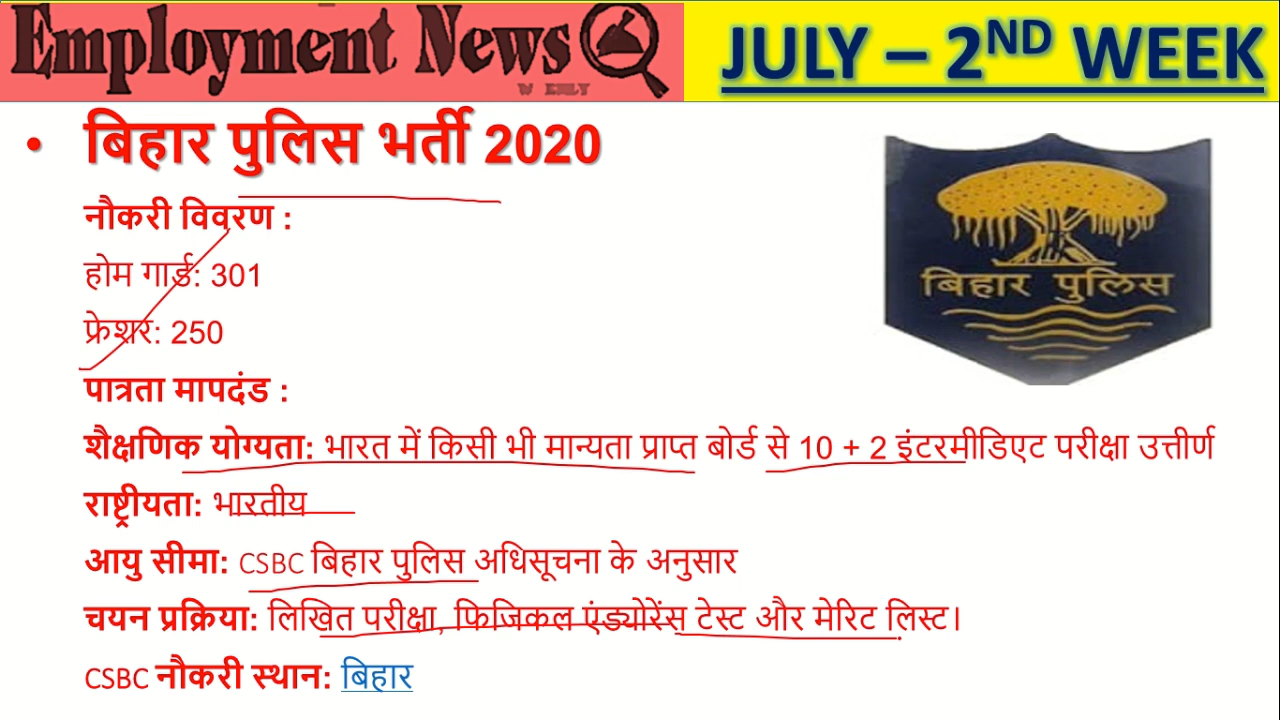 Employment News
W EKLY
JULY – 2ND WEEK
• बिहार पुलिस भर्ती 2020
नौकरी विवरण :
होम गार्ड: 301
फ्रेशर: 250
पात्रता मापदंड :
शैक्षणिक योग्यता: भारत में किसी भी मान्यता प्राप्त बोर्ड से 10 + 2 इंटरमीडिएट परीक्षा उत्तीर्ण
राष्ट्रीयता: भारतीय
आयु सीमा: CSBC बिहार पुलिस अधिसूचना के अनुसार
चयन प्रक्रिया: लिखित परीक्षा, फिजिकल एंड्योरेंस टेस्ट और मेरिट लिस्ट।
CSBC नौकरी स्थान: बिहार
बिहार पुलिस